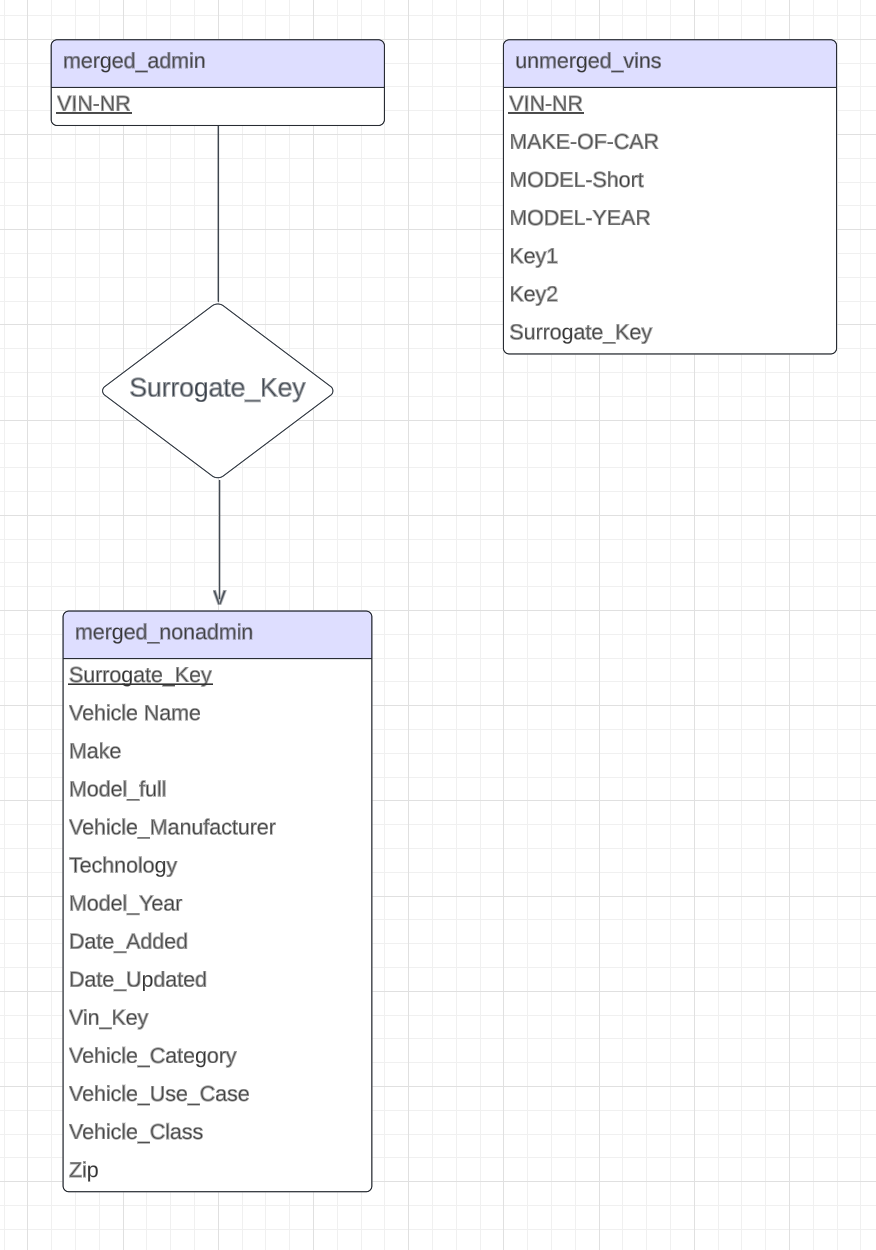 merged_admin
VIN-NR
unmerged_vins
VIN-NR
MAKE-OF-CAR
MODEL-Short
MODEL-YEAR
Key1
Key2
Surrogate_Key
Surrogate_Key
merged_nonadmin
Surrogate_Key
Vehicle Name
Make
Model_full
Vehicle_Manufacturer
Technology
Model_Year
Date_Added
Date_Updated
Vin_Key
Vehicle_Category
Vehicle_Use_Case
Vehicle_Class
Zip